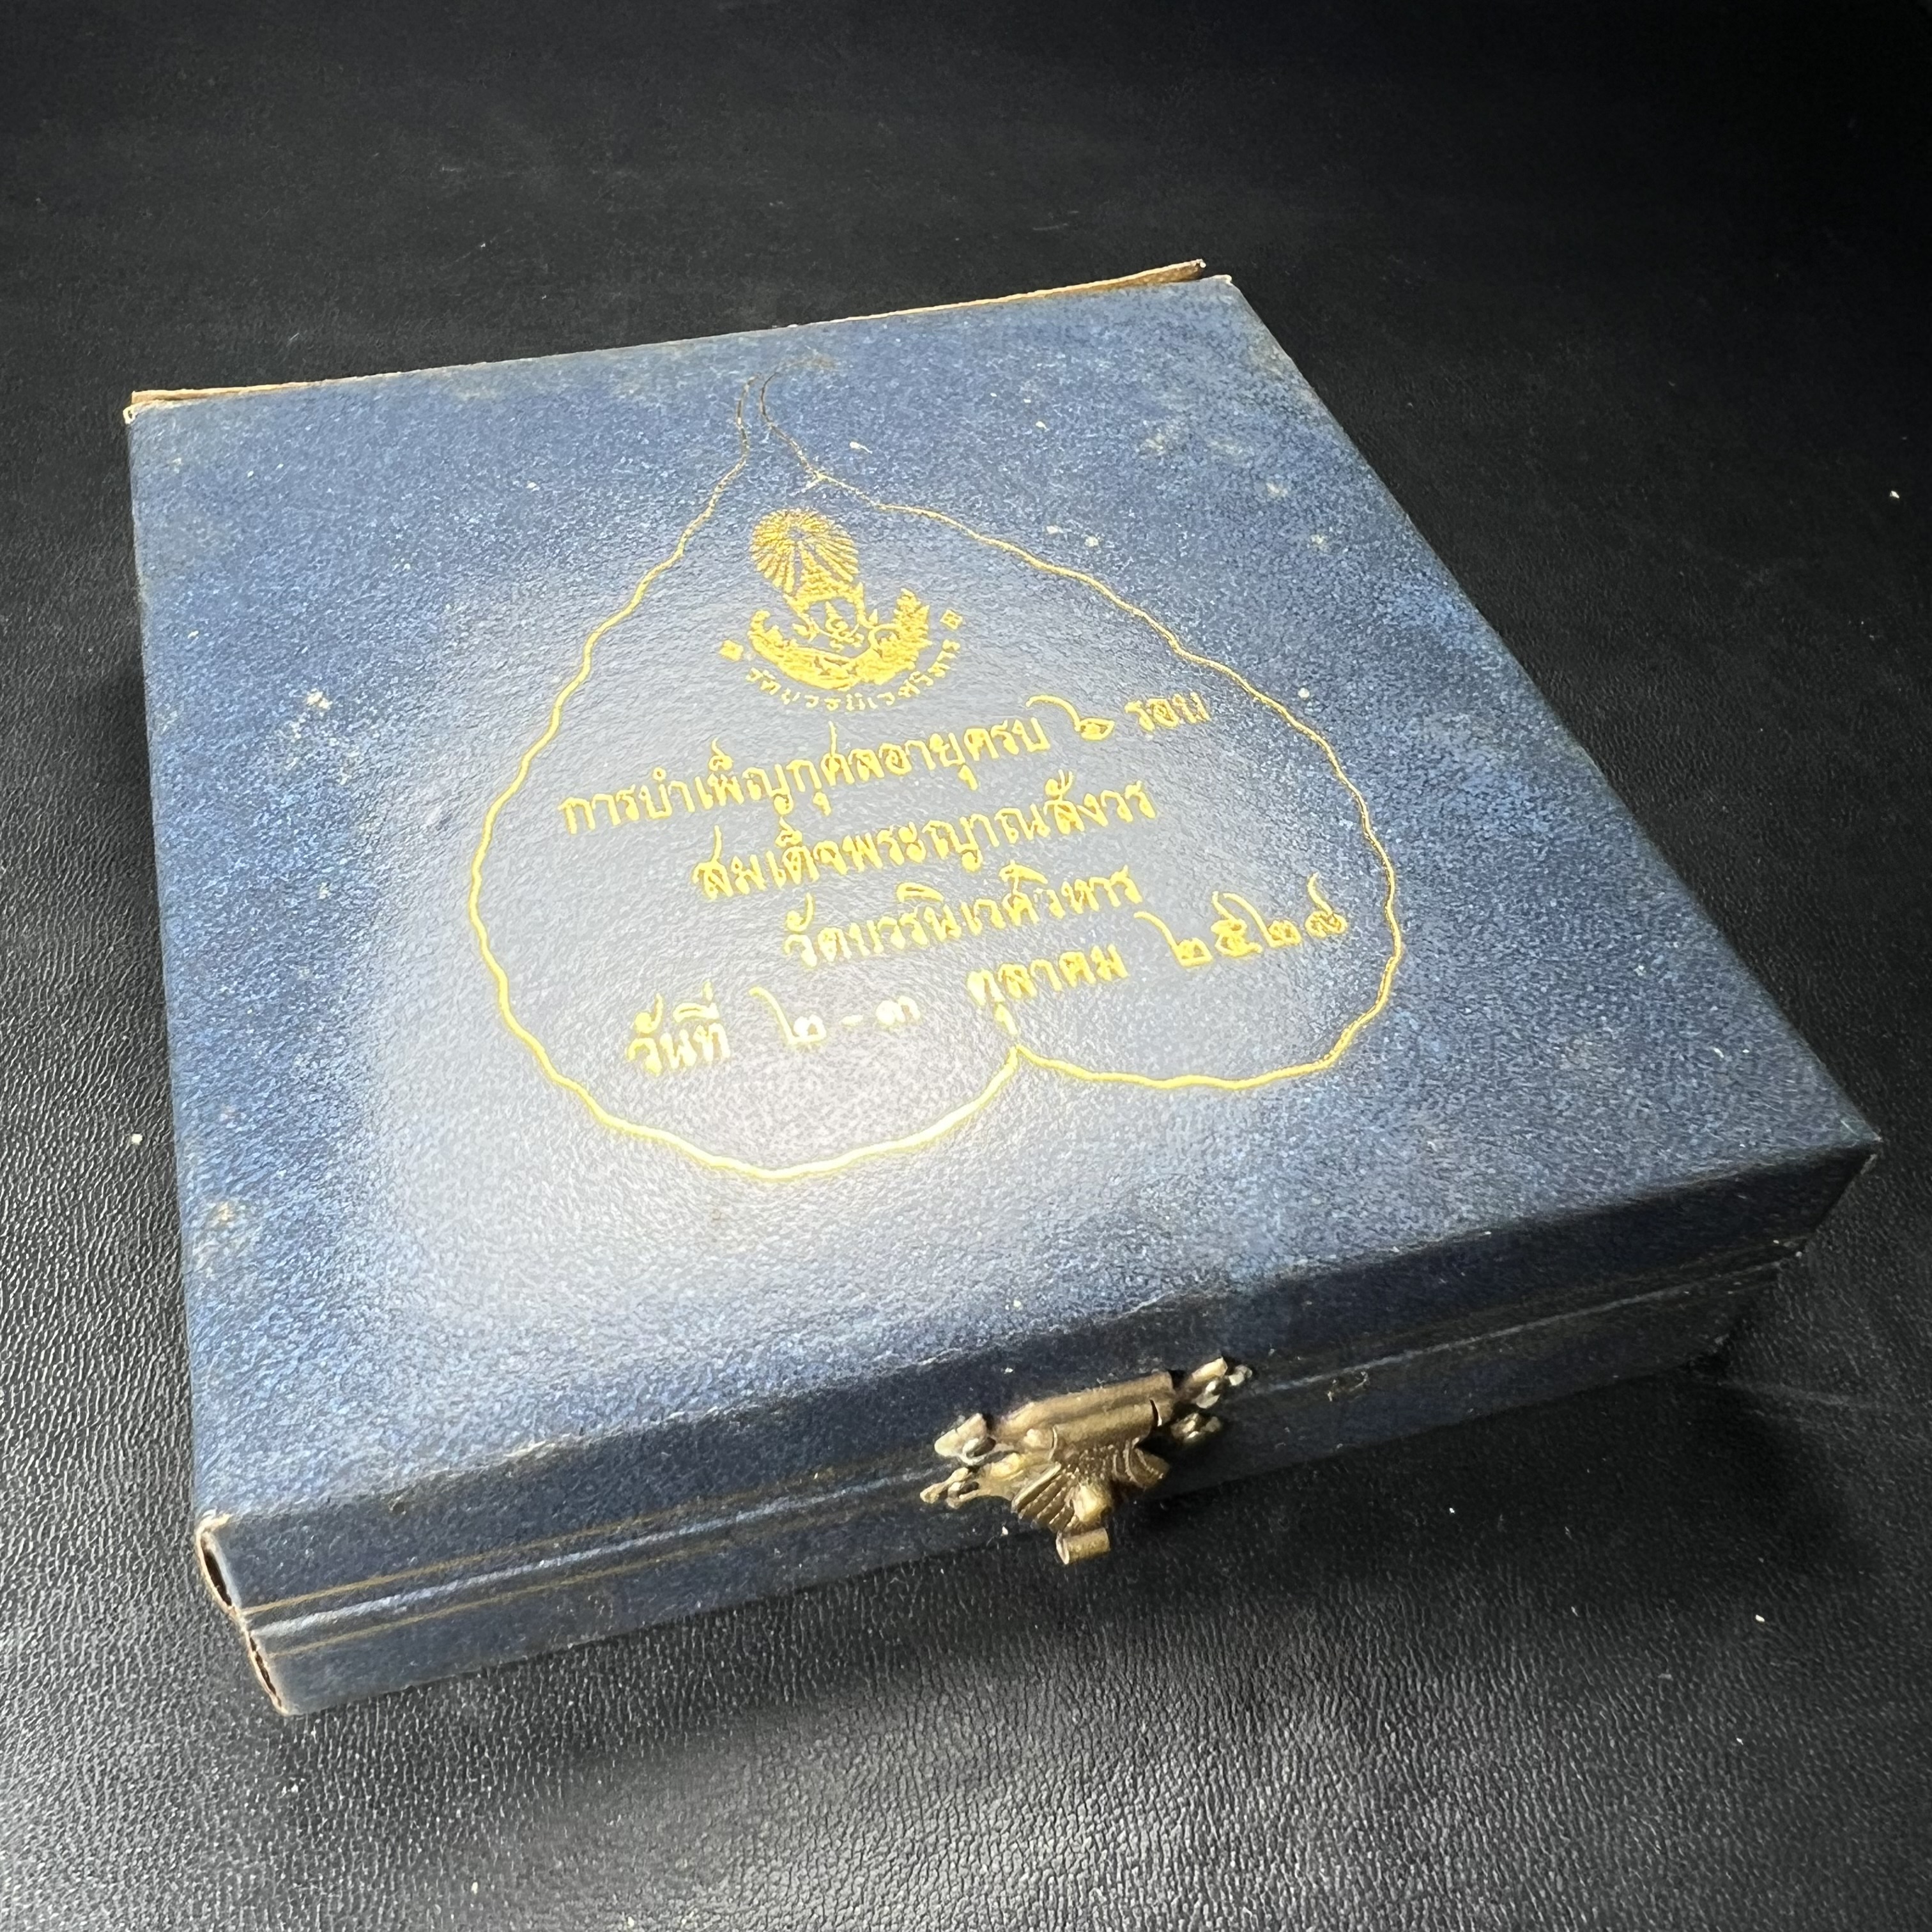 วัดบวรนิเวศวิหาร
การบำเพ็ญกุศลอายุครบ ๖ รอบ
สมเด็จพระญาณสังวร
วัดบวรนิเวศวิหาร
วันที่ ๒ - ๓ ตุลาคม ๒๕๒๘